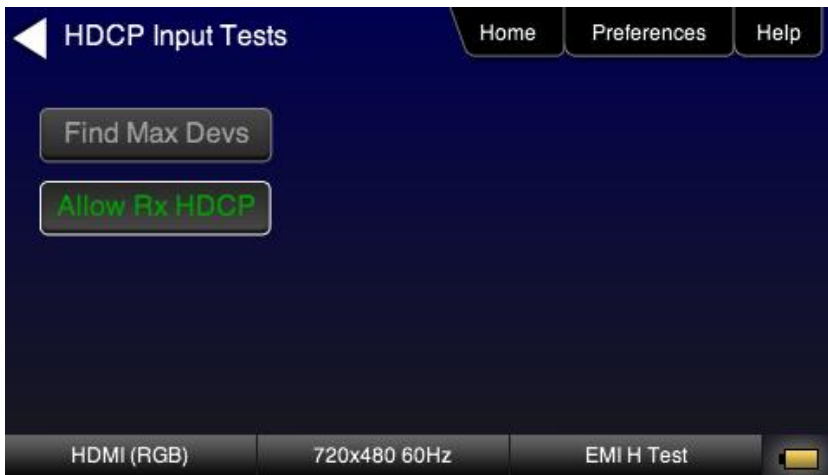 HDCP Input Tests
Home
Preferences
Help
Find Max Devs
Allow Rx HDCP
HDMI (RGB)
720x480 60Hz
EMI H Test